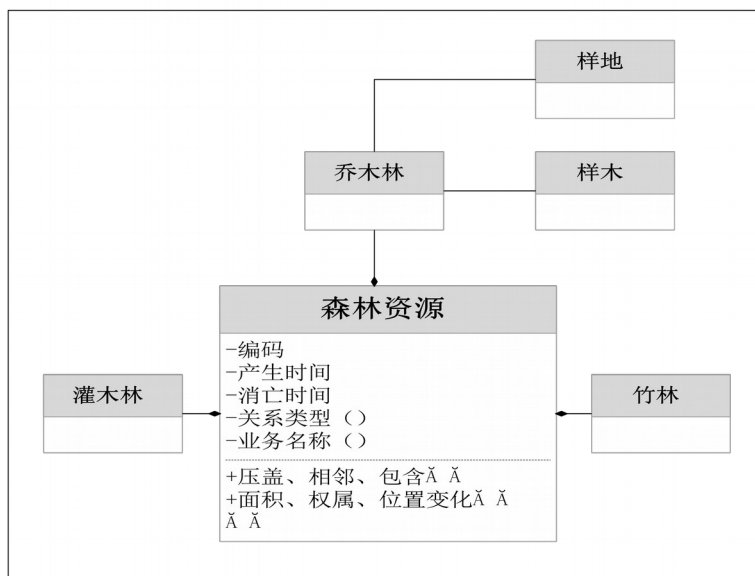 样地
乔木林
样木
森林资源
-编码
-产生时间
-消亡时间
-关系类型（）
-业务名称（）
灌木林
竹林
+压盖、相邻、包含Ă Ă
+面积、权属、位置变化Ă Ă
Ă Ă